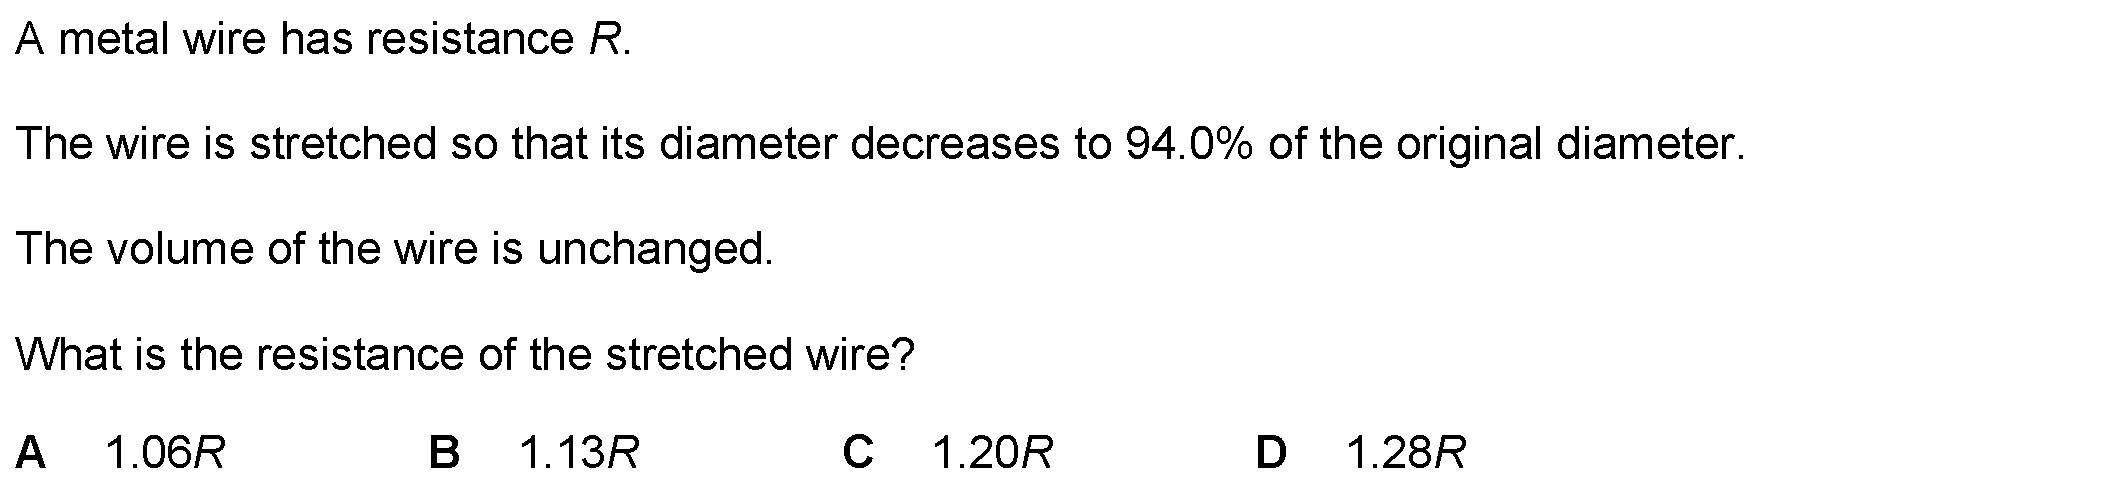 A metal wire has resistance R.
The wire is stretched so that its diameter decreases to 94.0% of the original diameter.
The volume of the wire is unchanged.
What is the resistance of the stretched wire?
A 1.06R B 1.13R C 1.20R D 1.28R